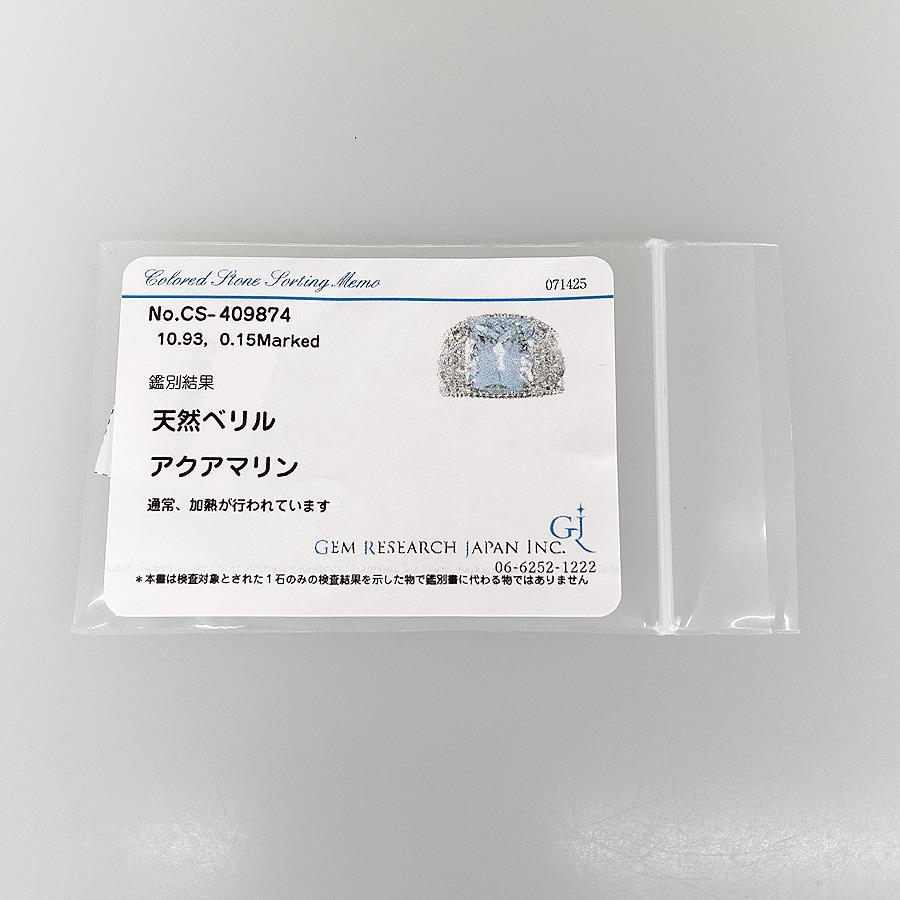 Colored Stone Sorting Memo 071425
No.CS-409874
10.93, 0.15Marked
鑑別結果
天然ベリル
アクアマリン
通常、加熱が行われています
GJ
GEM RESEARCH JAPAN INC.
06-6252-1222
*本書は検査対象とされた1石のみの検査結果を示した物で鑑別書に代わる物ではありません